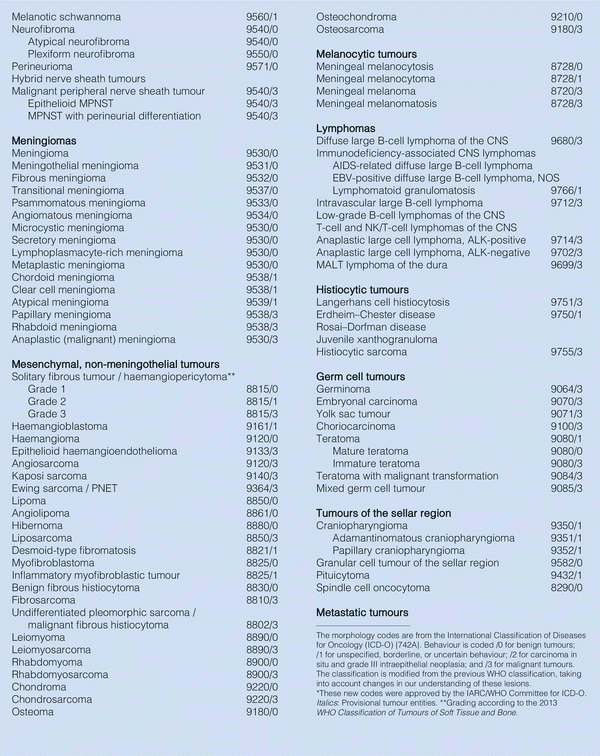 Melanotic schwannoma 9560/1
Neurofibroma 9540/0
Atypical neurofibroma 9540/0
Plexiform neurofibroma 9550/0
Perineurioma 9571/0
Hybrid nerve sheath tumours
Malignant peripheral nerve sheath tumour 9540/3
Epithelioid MPNST 9540/3
MPNST with perineurial differentiation 9540/3
Meningiomas
Meningioma 9530/0
Meningothelial meningioma 9531/0
Fibrous meningioma 9532/0
Transitional meningioma 9537/0
Psammomatous meningioma 9533/0
Angiomatous meningioma 9534/0
Microcystic meningioma 9530/0
Secretory meningioma 9530/0
Lymphoplasmacyte-rich meningioma 9530/0
Metaplastic meningioma 9530/0
Chordoid meningioma 9538/1
Clear cell meningioma 9538/1
Atypical meningioma 9539/1
Papillary meningioma 9538/3
Rhabdoid meningioma 9538/3
Anaplastic (malignant) meningioma 9530/3
Mesenchymal, non-meningothelial tumours
Solitary fibrous tumour / haemangiopericytoma**
Grade 1 8815/0
Grade 2 8815/1
Grade 3 8815/3
Haemangioblastoma 9161/1
Haemangioma 9120/0
Epithelioid haemangioendothelioma 9133/3
Angiosarcoma 9120/3
Kaposi sarcoma 9140/3
Ewing sarcoma / PNET 9364/3
Lipoma 8850/0
Angiolipoma 8861/0
Hibernoma 8880/0
Liposarcoma 8850/3
Desmoid-type fibromatosis 8821/1
Myofibroblastoma 8825/0
Inflammatory myofibroblastic tumour 8825/1
Benign fibrous histiocytoma 8830/0
Fibrosarcoma 8810/3
Undifferentiated pleomorphic sarcoma /
malignant fibrous histiocytoma 8802/3
Leiomyoma 8890/0
Leiomyosarcoma 8890/3
Rhabdomyoma 8900/0
Rhabdomyosarcoma 8900/3
Chondroma 9220/0
Chondrosarcoma 9220/3
Osteoma 9180/0
Osteochondroma 9210/0
Osteosarcoma 9180/3
Melanocytic tumours
Meningeal melanocytosis 8728/0
Meningeal melanocytoma 8728/1
Meningeal melanoma 8720/3
Meningeal melanomatosis 8728/3
Lymphomas
Diffuse large B-cell lymphoma of the CNS 9680/3
Immunodeficiency-associated CNS lymphomas
AIDS-related diffuse large B-cell lymphoma
EBV-positive diffuse large B-cell lymphoma, NOS
Lymphomatoid granulomatosis 9766/1
Intravascular large B-cell lymphoma 9712/3
Low-grade B-cell lymphomas of the CNS
T-cell and NK/T-cell lymphomas of the CNS
Anaplastic large cell lymphoma, ALK-positive 9714/3
Anaplastic large cell lymphoma, ALK-negative 9702/3
MALT lymphoma of the dura 9699/3
Histiocytic tumours
Langerhans cell histiocytosis 9751/3
Erdheim–Chester disease 9750/1
Rosai–Dorfman disease
Juvenile xanthogranuloma
Histiocytic sarcoma 9755/3
Germ cell tumours
Germinoma 9064/3
Embryonal carcinoma 9070/3
Yolk sac tumour 9071/3
Choriocarcinoma 9100/3
Teratoma 9080/1
Mature teratoma 9080/0
Immature teratoma 9080/3
Teratoma with malignant transformation 9084/3
Mixed germ cell tumour 9085/3
Tumours of the sellar region
Craniopharyngioma 9350/1
Adamantinomatous craniopharyngioma 9351/1
Papillary craniopharyngioma 9352/1
Granular cell tumour of the sellar region 9582/0
Pituicytoma 9432/1
Spindle cell oncocytoma 8290/0
Metastatic tumours
The morphology codes are from the International Classification of Diseases
for Oncology (ICD-O) {742A}. Behaviour is coded /0 for benign tumours;
/1 for unspecified, borderline, or uncertain behaviour; /2 for carcinoma in
situ and grade III intraepithelial neoplasia; and /3 for malignant tumours.
The classification is modified from the previous WHO classification, taking
into account changes in our understanding of these lesions.
*These new codes were approved by the IARC/WHO Committee for ICD-O.
Italics: Provisional tumour entities. **Grading according to the 2013
WHO Classification of Tumours of Soft Tissue and Bone.